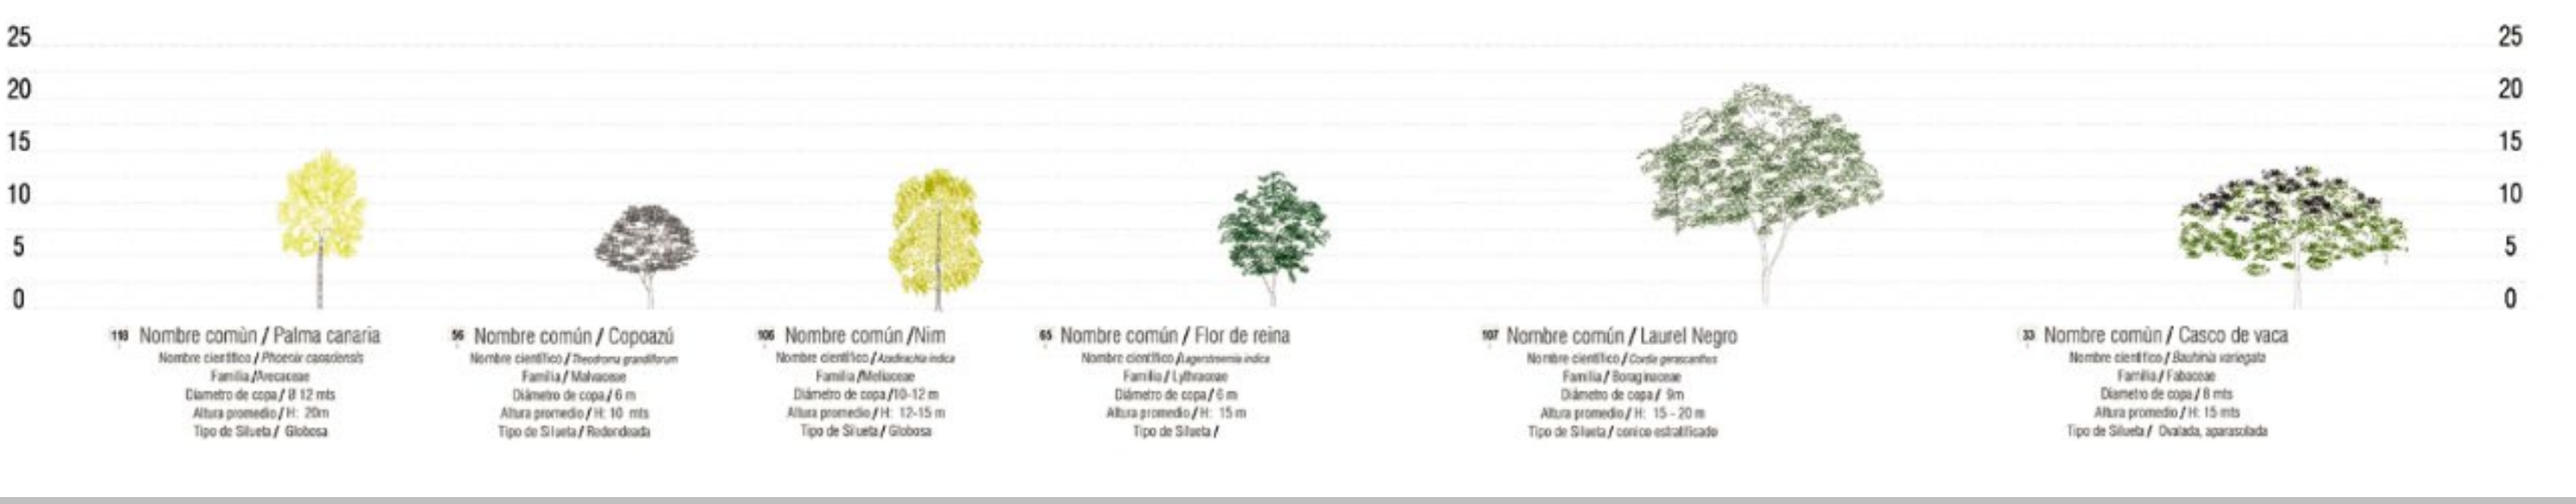 25
20
15
10
5
0
25
20
15
10
5
0
110 Nombre común / Palma canaria
Nombre científico / Phoenix canariensis
Familia /Arecaceae
Diametro de copa / Ø 12 mts
Altura promedio / H: 20m
Tipo de Silueta / Globosa
56 Nombre común / Copoazú
Nombre científico / Theodroma grandiflorum
Familia / Malvaceae
Diámetro de copa / 6 m
Altura promedio / H: 10 mts
Tipo de Silueta / Redondeada
106 Nombre común /Nim
Nombre científico / Azadirachta indica
Familia /Meliaceae
Diámetro de copa /10-12 m
Altura promedio / H: 12-15 m
Tipo de Silueta / Globosa
65 Nombre común / Flor de reina
Nombre científico /Lagerstroemia indica
Familia / Lythraceae
Diámetro de copa / 6 m
Altura promedio / H: 15 m
Tipo de Silueta /
107 Nombre común / Laurel Negro
Nombre científico / Cordia gerascanthos
Familia / Boraginaceae
Diámetro de copa / 9m
Altura promedio / H: 15 - 20 m
Tipo de Silueta / conico estratificado
33 Nombre común / Casco de vaca
Nombre científico / Bauhinia variegata
Familia / Fabaceae
Diametro de copa / 8 mts
Altura promedio / H: 15 mts
Tipo de Silueta / Ovalada, aparasolada